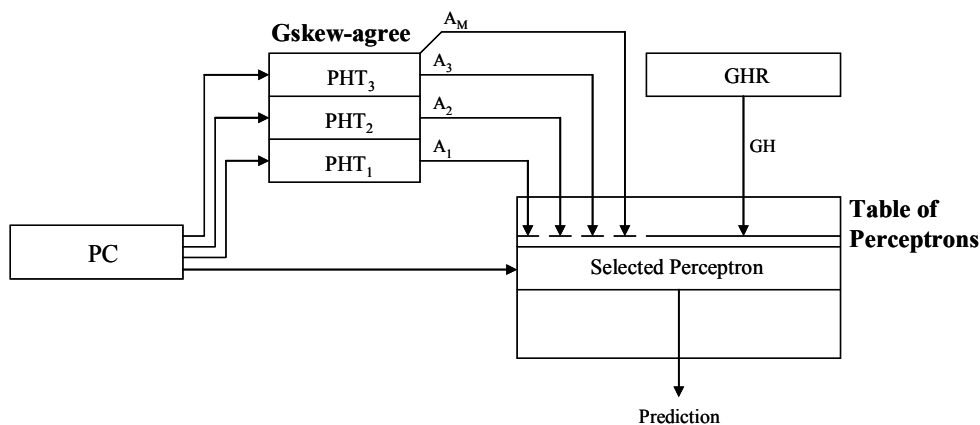 Gskew-agree
A_M
PHT_3
A_3
GHR
PHT_2
A_2
PHT_1
A_1
GH
PC
Table of
Perceptrons
Selected Perceptron
Prediction